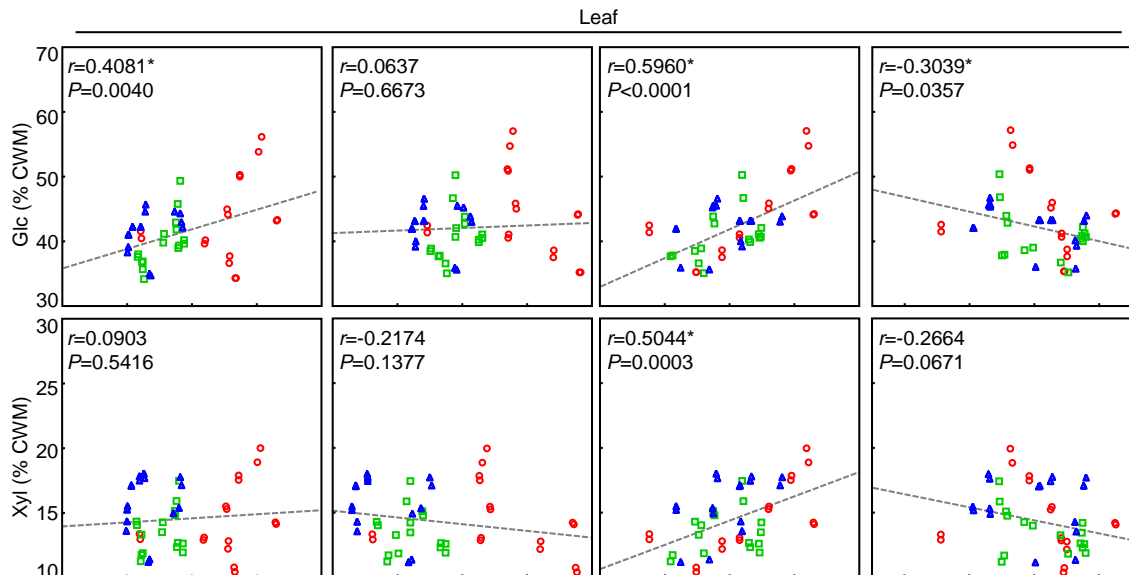 Leaf
Glc (% CWM)
70
60
50
40
30
r=0.4081*
P=0.0040
r=0.0637
P=0.6673
r=0.5960*
P<0.0001
r=-0.3039*
P=0.0357
Xyl (% CWM)
30
25
20
15
10
r=0.0903
P=0.5416
r=-0.2174
P=0.1377
r=0.5044*
P=0.0003
r=-0.2664
P=0.0671